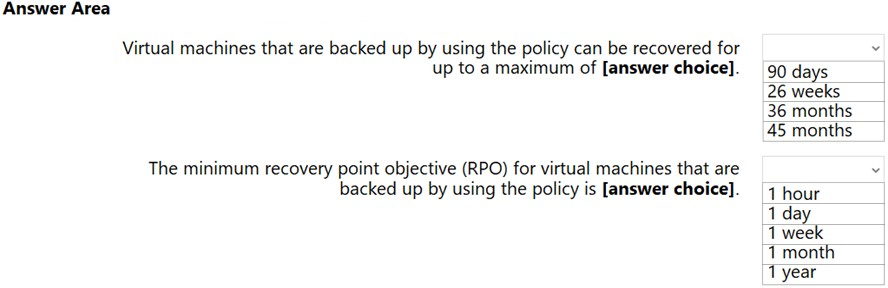 Answer Area
Virtual machines that are backed up by using the policy can be recovered for
up to a maximum of [answer choice].
90 days
26 weeks
36 months
45 months
The minimum recovery point objective (RPO) for virtual machines that are
backed up by using the policy is [answer choice].
1 hour
1 day
1 week
1 month
1 year